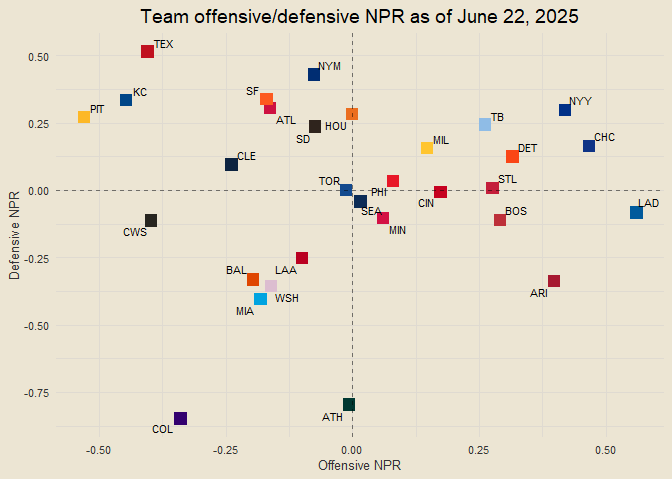 Team offensive/defensive NPR as of June 22, 2025
0.50
0.25
0.00
-0.25
-0.50
-0.75
Defensive NPR
TEX
NYM
KC
PIT
SF
ATL
HOU
SD
NYY
TB
CHC
MIL
DET
CLE
TOR
PHI
STL
CIN
SEA
BOS
LAD
MIN
CWS
BAL
LAA
WSH
MIA
ARI
ATH
COL
-0.50
-0.25
0.00
0.25
0.50
Offensive NPR